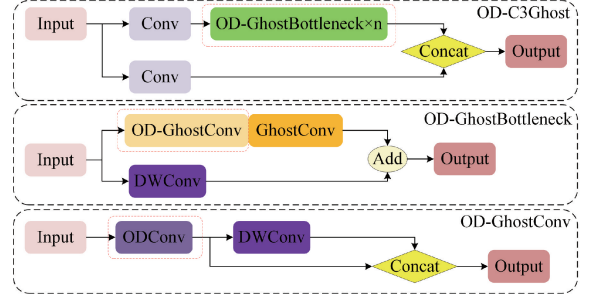 OD-C3Ghost
Input
Conv
OD-GhostBottleneck×n
Concat
Output
Conv
OD-GhostBottleneck
Input
OD-GhostConv
GhostConv
Add
Output
DWConv
OD-GhostConv
Input
ODConv
DWConv
Concat
Output